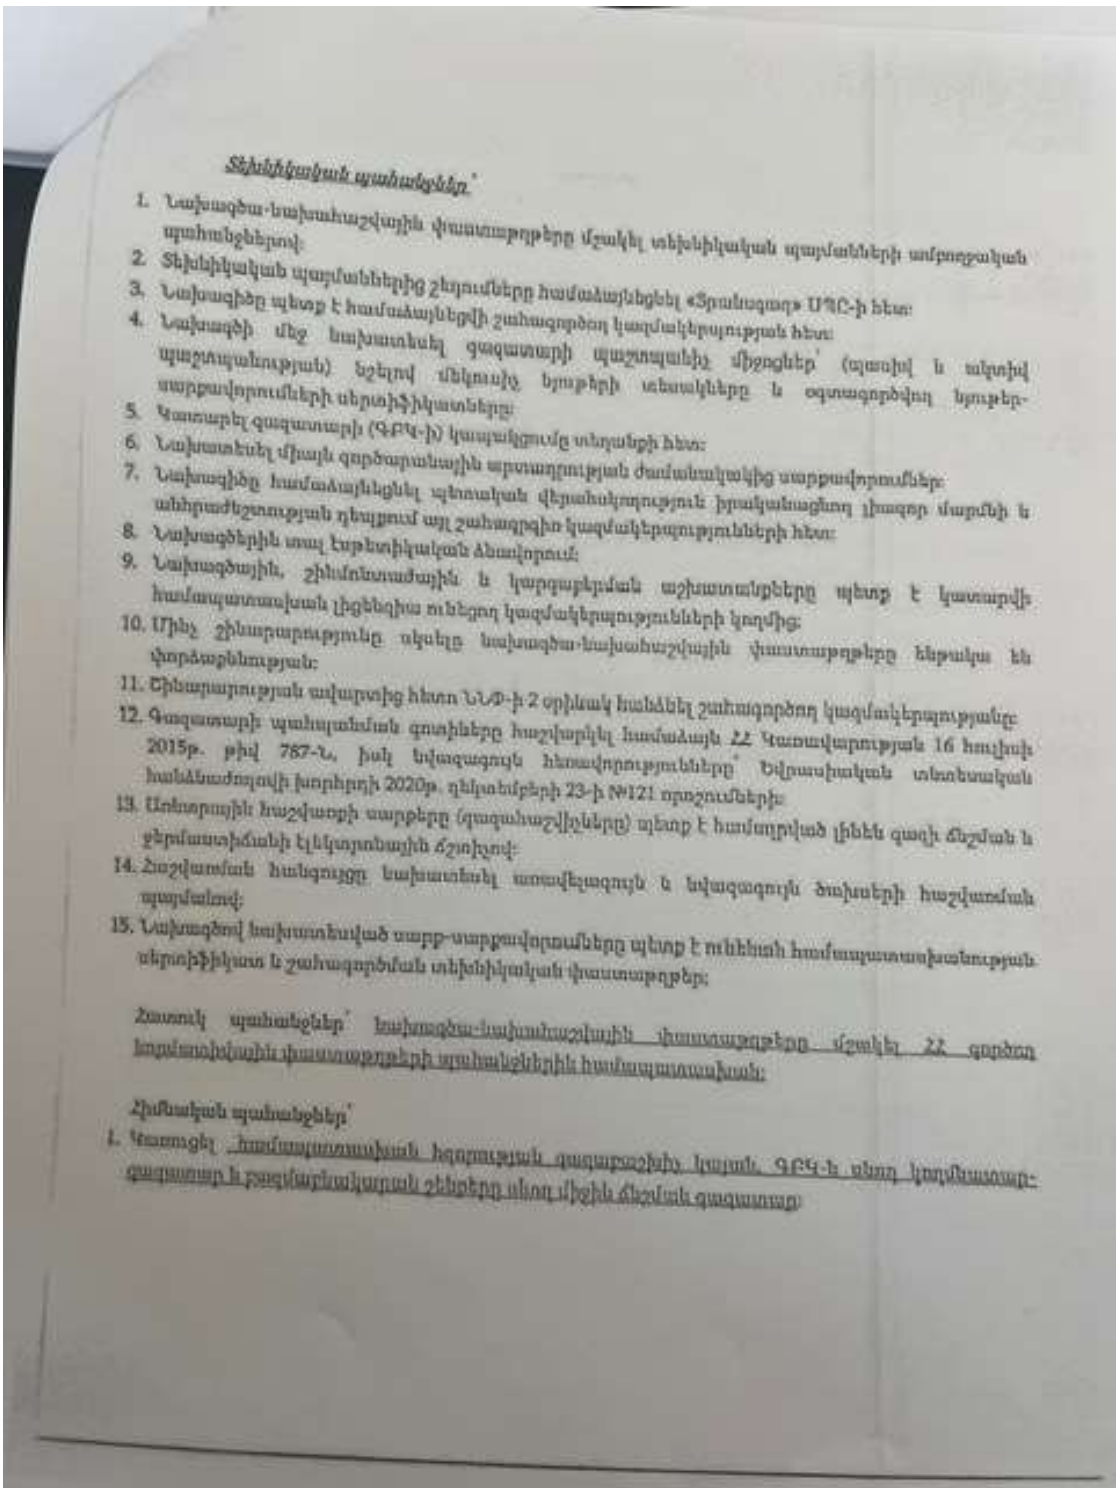 Տեխնիկական պահանջներ՝
1. Նախագծա-նախահաշվային փաստաթղթերը մշակել տեխնիկական պայմանների ամբողջական
պահանջներով:
2. Տեխնիկական պայմաններից շեղումները համաձայնեցնել «Տրանսգազ» ՍՊԸ-ի հետ:
3. Նախագիծը պետք է համաձայնեցվի շահագործող կազմակերպության հետ:
4. Նախագծի մեջ նախատեսել գազատարի պաշտպանիչ միջոցներ՝ (պասիվ և ակտիվ
պաշտպանության) նշելով մեկուսիչ նյութերի տեսակները և օգտագործվող նյութեր-
սարքավորումների սերտիֆիկատները:
5. Կատարել գազատարի (ԳԲԿ-ի) կապակցումը տեղանքի հետ:
6. Նախատեսել միայն գործարանային արտադրության ժամանակակից սարքավորումներ:
7. Նախագիծը համաձայնեցնել պետական վերահսկողություն իրականացնող լիազոր մարմնի և
անհրաժեշտության դեպքում այլ շահագրգիռ կազմակերպությունների հետ:
8. Նախագծերին տալ էսթետիկական ձևավորում:
9. Նախագծային, շինմոնտաժային և կարգաբերման աշխատանքները պետք է կատարվի
համապատասխան լիցենզիա ունեցող կազմակերպությունների կողմից:
10. Մինչ շինարարությունը սկսելը նախագծա-նախահաշվային փաստաթղթերը ենթակա են
փորձաքննության:
11. Շինարարության ավարտից հետո ՆՆՓ-ի 2 օրինակ հանձնել շահագործող կազմակերպությանը:
12. Գազատարի պահպանման գոտիները հաշվարկել համաձայն ՀՀ Կառավարության 16 հուլիսի
2015թ. թիվ 787-Ն, իսկ նվազագույն հեռավորությունները՝ Եվրասիական տնտեսական
հանձնաժողովի խորհրդի 2020թ. դեկտեմբերի 23-ի №121 որոշումների:
13. Առևտրային հաշվառքի սարքերը (գազահաշվիչները) պետք է համալրված լինեն գազի ճնշման և
ջերմաստիճանի էլեկտրոնային ճշտիչով:
14. Հաշվառման հանգույցը նախատեսել առավելագույն և նվազագույն ծախսերի հաշվառման
պայմանով:
15. Նախագծով նախատեսված սարք-սարքավորումները պետք է ունենան համապատասխանության
սերտիֆիկատ և շահագործման տեխնիկական փաստաթղթեր:
Հատուկ պահանջներ՝ նախագծա-նախահաշվային փաստաթղթերը մշակել ՀՀ գործող
նորմատիվային փաստաթղթերի պահանջներին համապատասխան:
Հիմնական պահանջներ՝
1. Կառուցել համապատասխան հզորության գազաբաշխիչ կայան, ԳԲԿ-ն սնող կողմնատար-
գազատար և բազմաբնակարան շենքերը սնող միջին ճնշման գազատար: